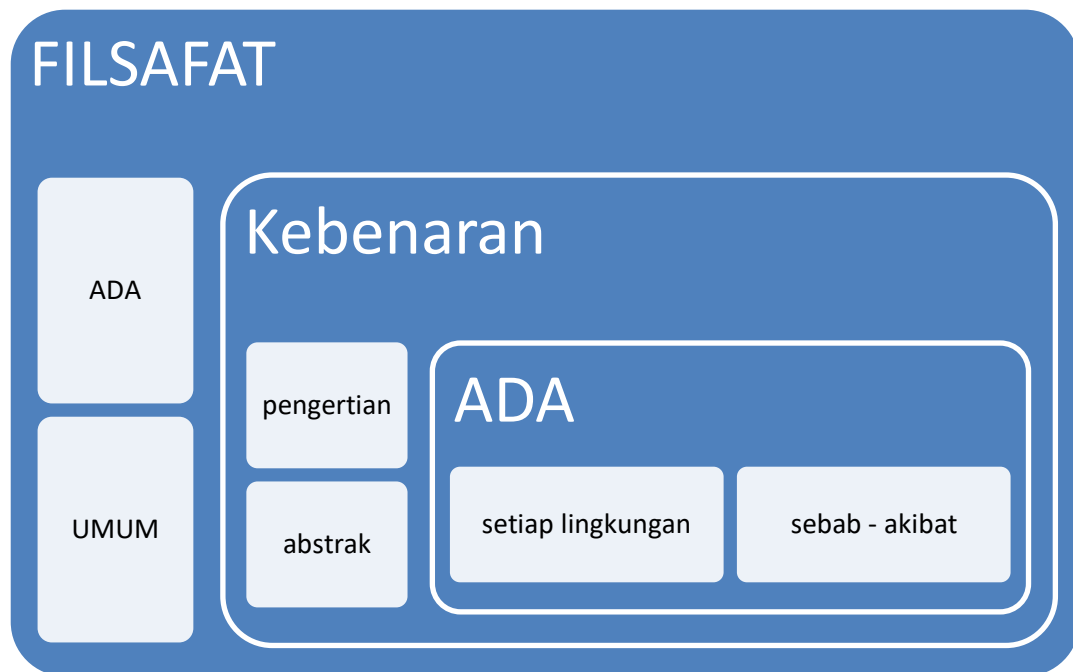 FILSAFAT
ADA
UMUM
Kebenaran
pengertian
abstrak
ADA
setiap lingkungan
sebab - akibat